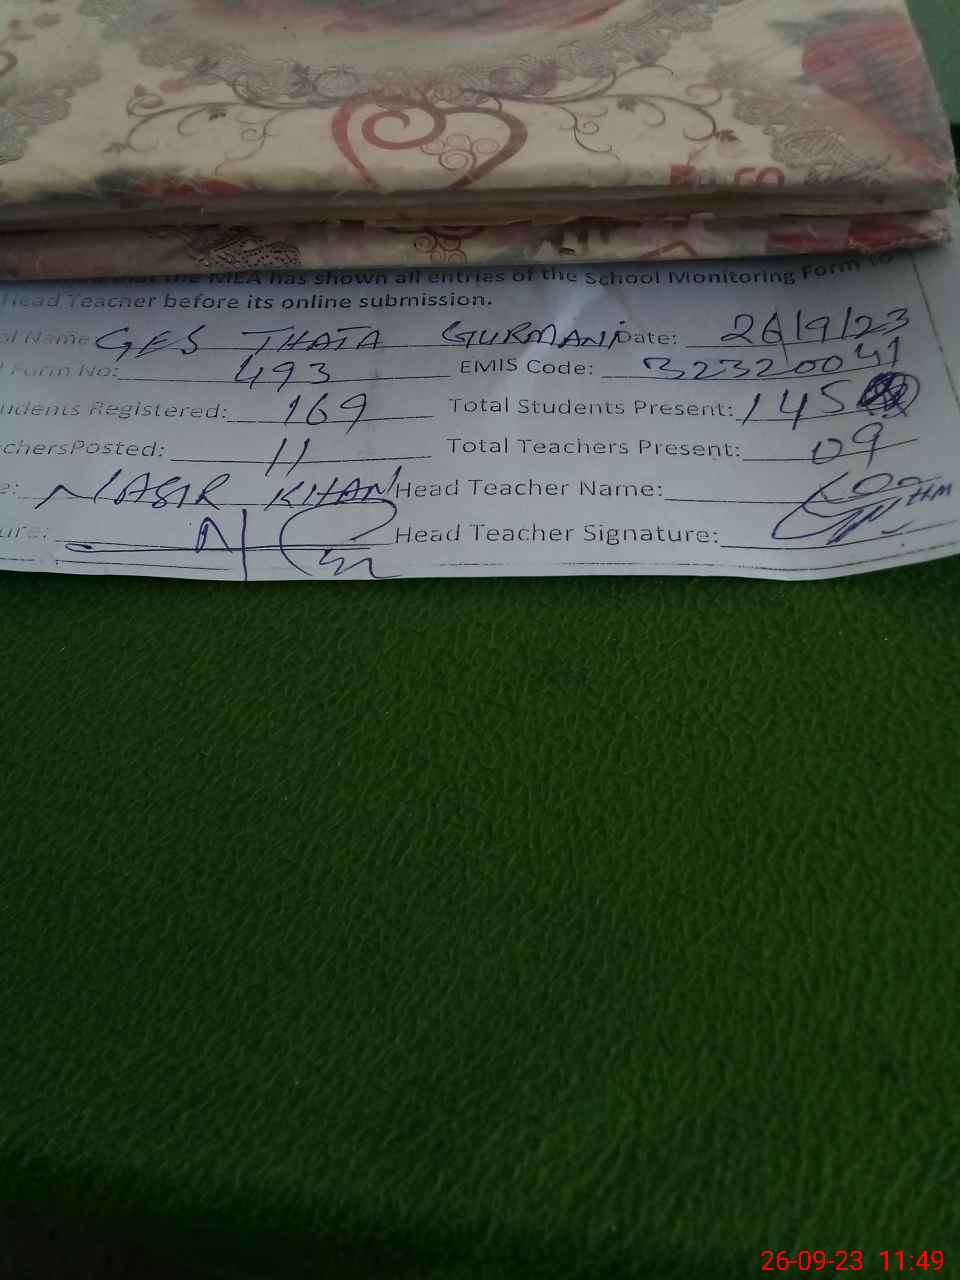 the MEA has shown all entries of the School Monitoring Form to
Head Teacher before its online submission.
Name GES THATA GURMANI Date: 26/9/23
Form No: 493 EMIS Code: 32320041
udents Registered: 169 Total Students Present: 145
chersPosted: 11 Total Teachers Present: 09
e: NASIR KHAN Head Teacher Name:
ure: Head Teacher Signature: HM
26-09-23 11:49